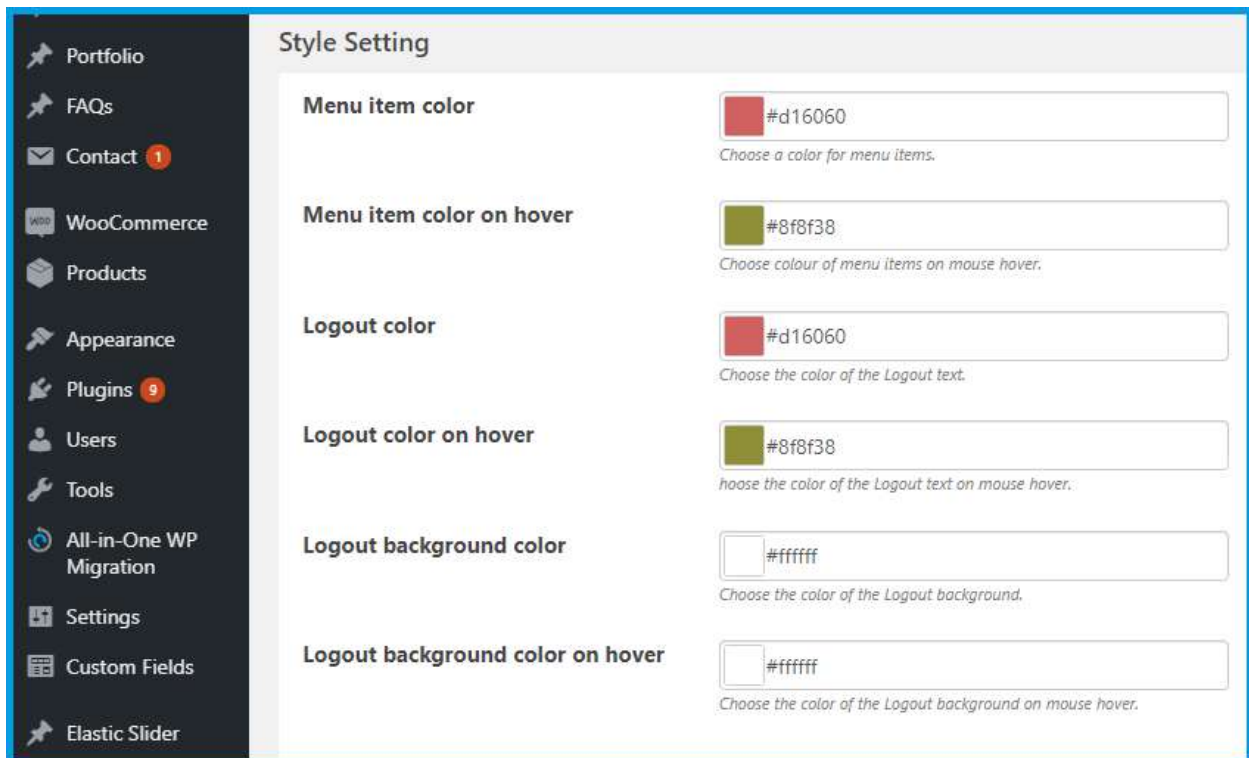 Portfolio
FAQs
Contact 1
WooCommerce
Products
Appearance
Plugins 9
Users
Tools
All-in-One WP
Migration
Settings
Custom Fields
Elastic Slider
Style Setting
Menu item color
#d16060
Choose a color for menu items.
Menu item color on hover
#8f8f38
Choose colour of menu items on mouse hover.
Logout color
#d16060
Choose the color of the Logout text.
Logout color on hover
#8f8f38
hoose the color of the Logout text on mouse hover.
Logout background color
#ffffff
Choose the color of the Logout background.
Logout background color on hover
#ffffff
Choose the color of the Logout background on mouse hover.